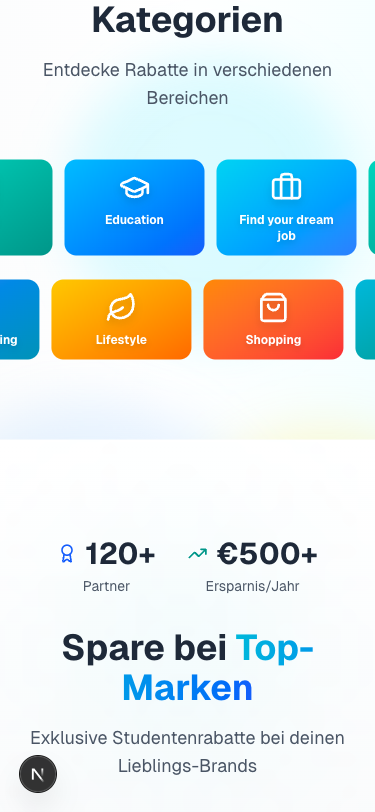 Kategorien
Entdecke Rabatte in verschiedenen
Bereichen
Education
Find your dream
job
ing
Lifestyle
Shopping
120+
€500+
Partner
Ersparnis/Jahr
Spare bei Top-
Marken
Exklusive Studentenrabatte bei deinen
Lieblings-Brands
N